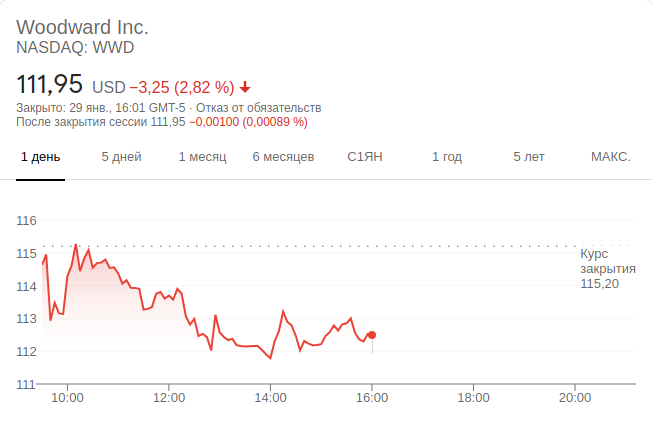 Woodward Inc.
NASDAQ: WWD
111,95 USD −3,25 (2,82 %)
Закрыто: 29 янв., 16:01 GMT-5 · Отказ от обязательств
После закрытия сессии 111,95 −0,00100 (0,00089 %)
1 день 5 дней 1 месяц 6 месяцев С1ЯН 1 год 5 лет МАКС.
116
115
Курс
закрытия
115,20
114
113
112
111
10:00 12:00 14:00 16:00 18:00 20:00